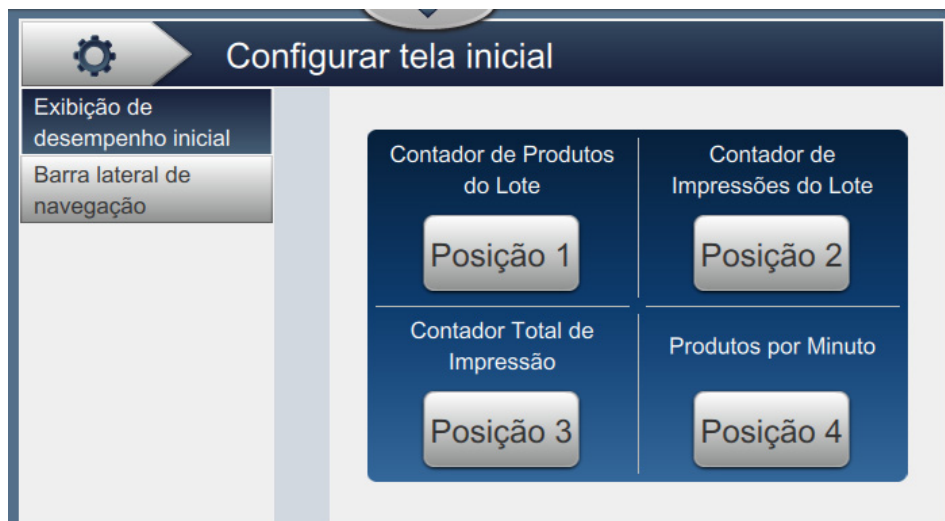 Configurar tela inicial
Exibição de
desempenho inicial
Barra lateral de
navegação
Contador de Produtos
do Lote
Posição 1
Contador de
Impressões do Lote
Posição 2
Contador Total de
Impressão
Posição 3
Produtos por Minuto
Posição 4